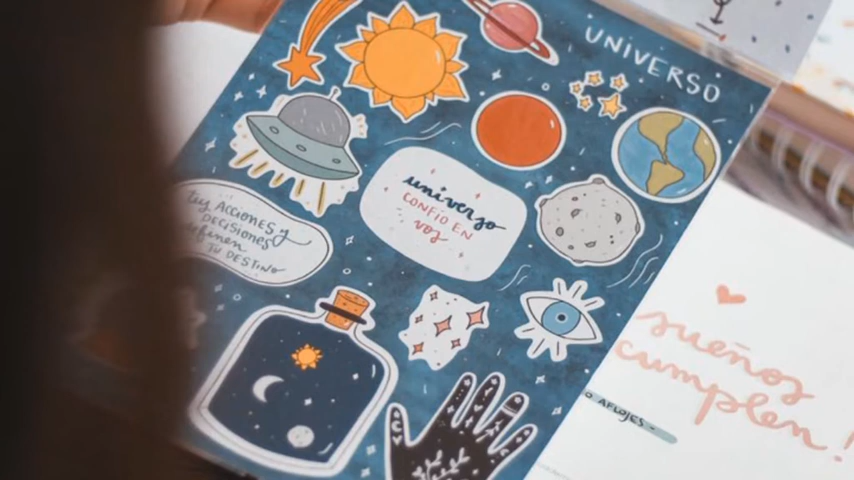 UNIVERSO
universo
CONFÍO EN
vos
tus ACCIONES y
DECISIONES
definen
TU DESTINO
sueños
cumplen!
AFLOJES -